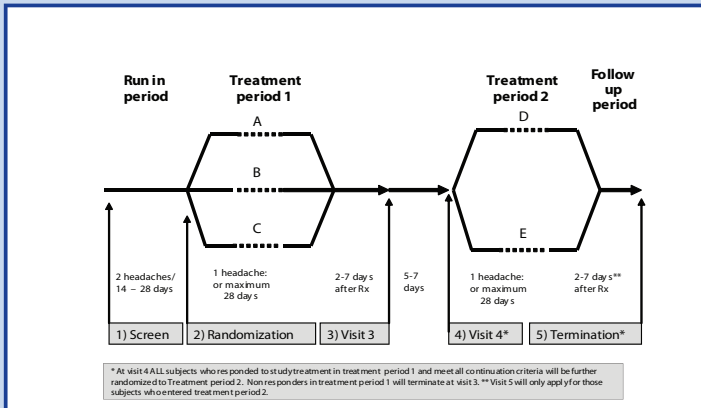 Run in
period
Treatment
period 1
Treatment
period 2
Follow
up
period
A
B
C
D
E
2 headaches/
14 – 28 days
1 headache:
or maximum
28 days
2-7 days
after Rx
5-7
days
1 headache:
or maximum
28 days
2-7 days**
after Rx
1) Screen
2) Randomization
3) Visit 3
4) Visit 4*
5) Termination*
* At visit 4 ALL subjects who responded to study treatment in treatment period 1 and meet all continuation criteria will be further
randomized to Treatment period 2. Non responders in treatment period 1 will terminate at visit 3. ** Visit 5 will only apply for those
subjects who entered treatment period 2.